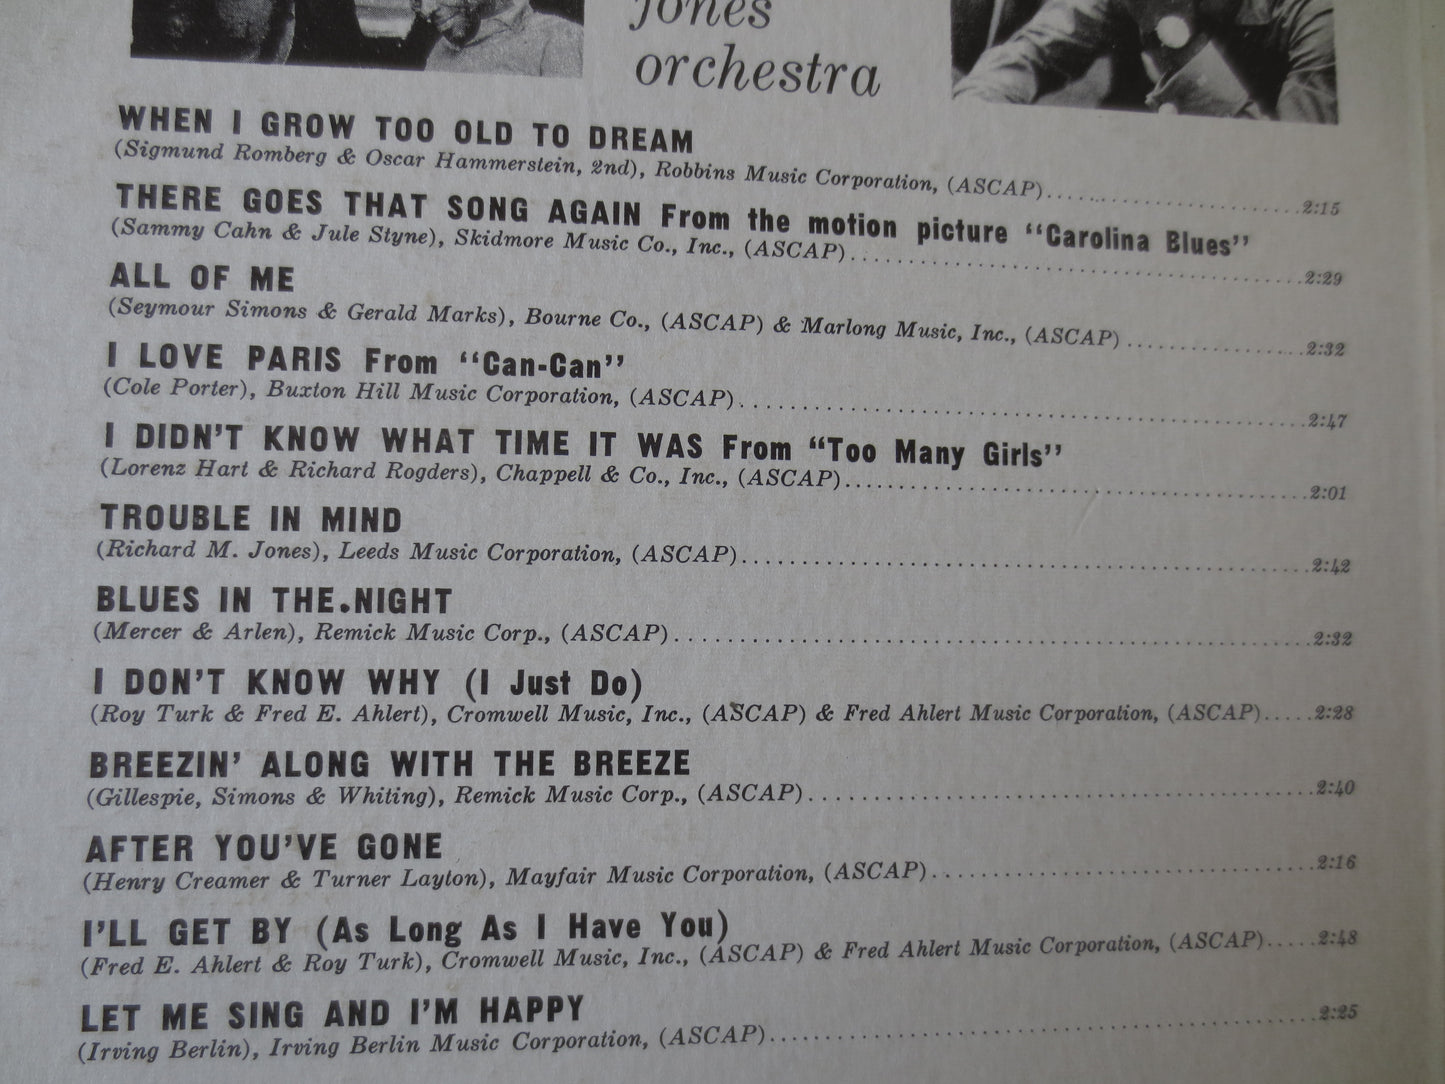 Jones
orchestra
WHEN I GROW TOO OLD TO DREAM
(Sigmund Romberg & Oscar Hammerstein, 2nd), Robbins Music Corporation, (ASCAP) 2:15
THERE GOES THAT SONG AGAIN From the motion picture "Carolina Blues"
(Sammy Cahn & Jule Styne), Skidmore Music Co., Inc., (ASCAP) 2:29
ALL OF ME
(Seymour Simons & Gerald Marks), Bourne Co., (ASCAP) & Marlong Music, Inc., (ASCAP) 2:32
I LOVE PARIS From "Can-Can"
(Cole Porter), Buxton Hill Music Corporation, (ASCAP) 2:47
I DIDN'T KNOW WHAT TIME IT WAS From "Too Many Girls"
(Lorenz Hart & Richard Rogders), Chappell & Co., Inc., (ASCAP) 2:01
TROUBLE IN MIND
(Richard M. Jones), Leeds Music Corporation, (ASCAP) 2:42
BLUES IN THE.NIGHT
(Mercer & Arlen), Remick Music Corp., (ASCAP) 2:32
I DON'T KNOW WHY (I Just Do)
(Roy Turk & Fred E. Ahlert), Cromwell Music, Inc., (ASCAP) & Fred Ahlert Music Corporation, (ASCAP) 2:28
BREEZIN' ALONG WITH THE BREEZE
(Gillespie, Simons & Whiting), Remick Music Corp., (ASCAP) 2:40
AFTER YOU'VE GONE
(Henry Creamer & Turner Layton), Mayfair Music Corporation, (ASCAP) 2:16
I'LL GET BY (As Long As I Have You)
(Fred E. Ahlert & Roy Turk), Cromwell Music, Inc., (ASCAP) & Fred Ahlert Music Corporation, (ASCAP) 2:48
LET ME SING AND I'M HAPPY
(Irving Berlin), Irving Berlin Music Corporation, (ASCAP) 2:25